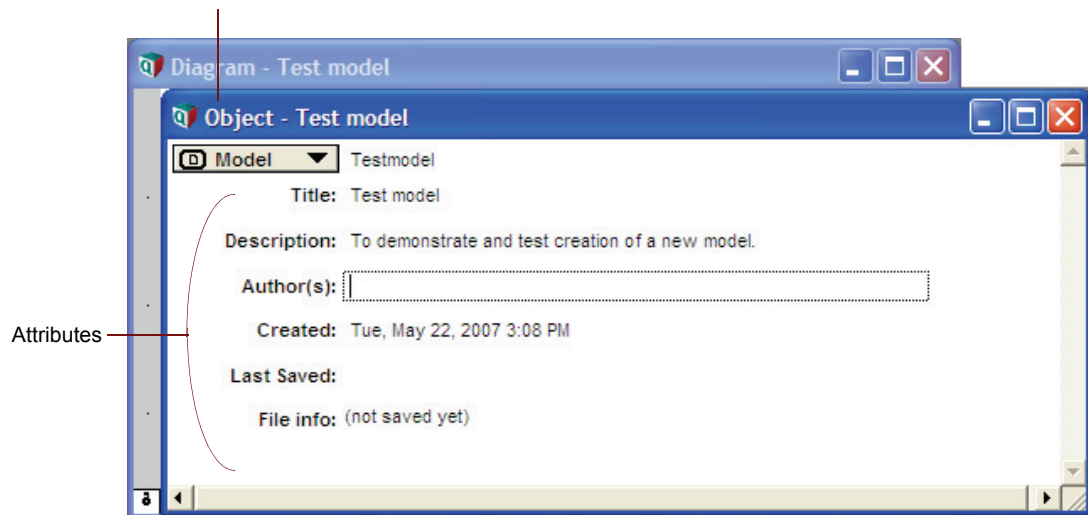 Diagram - Test model
Object - Test model
D Model Testmodel
Title: Test model
Description: To demonstrate and test creation of a new model.
Author(s):
Attributes
Created: Tue, May 22, 2007 3:08 PM
Last Saved:
File info: (not saved yet)